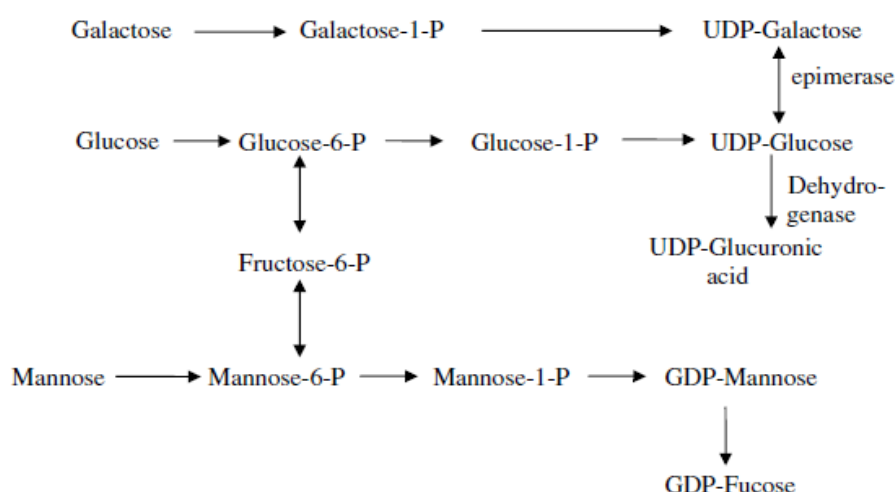 Galactose Galactose-1-P UDP-Galactose
epimerase
Glucose Glucose-6-P Glucose-1-P UDP-Glucose
Dehydro-
genase
UDP-Glucuronic
acid
Fructose-6-P
Mannose Mannose-6-P Mannose-1-P GDP-Mannose
GDP-Fucose